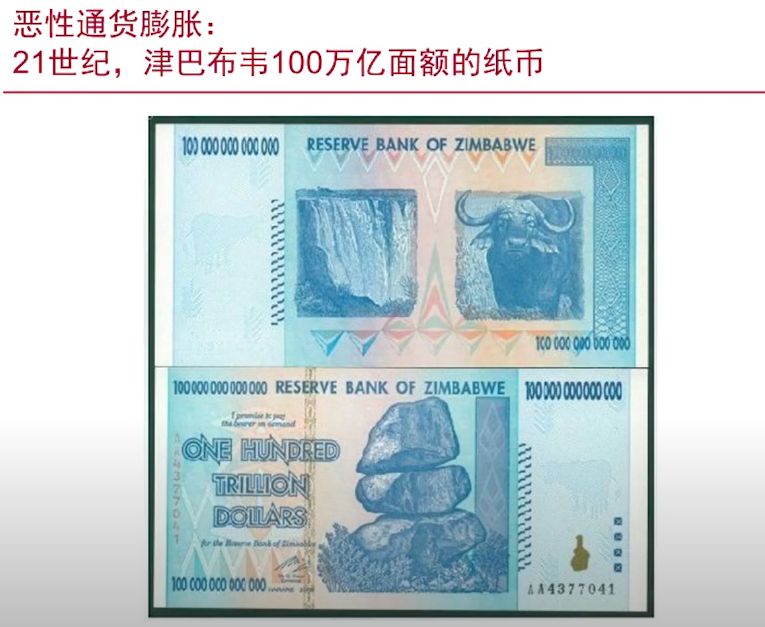 恶性通货膨胀：
21世纪，津巴布韦100万亿面额的纸币
100 000 000 000 000
RESERVE BANK OF ZIMBABWE
100 000 000 000 000
100 000 000 000 000
RESERVE BANK OF ZIMBABWE
100 000 000 000 000
I promise to pay
the bearer on demand
ONE HUNDRED
TRILLION
DOLLARS
AA4377041
for the Reserve Bank of Zimbabwe
100 000 000 000 000
AA4377041